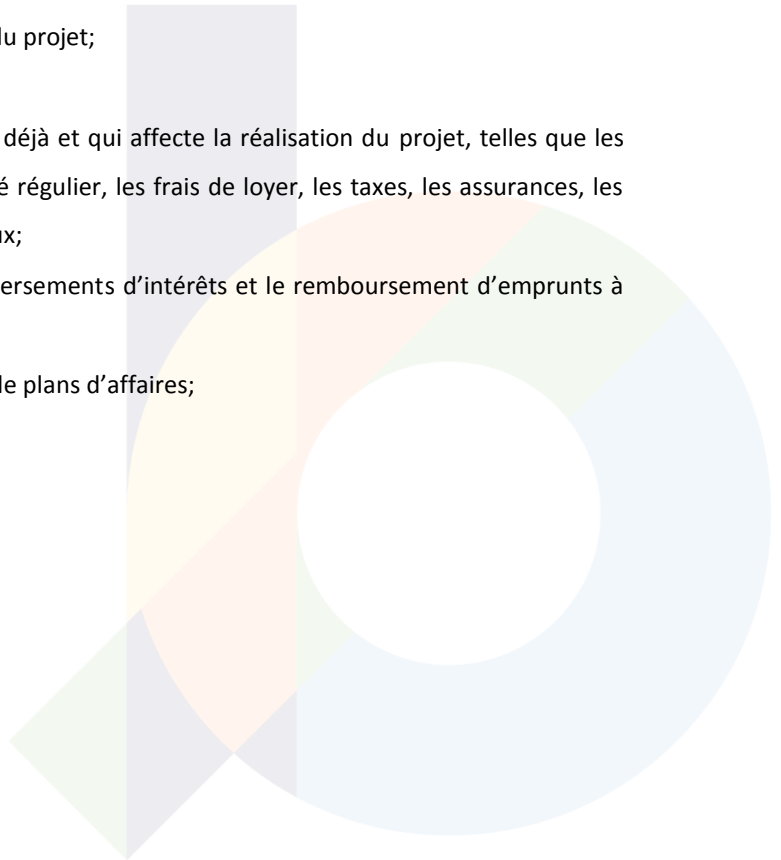 du projet;
déjà et qui affecte la réalisation du projet, telles que les
é régulier, les frais de loyer, les taxes, les assurances, les
ux;
ersements d’intérêts et le remboursement d’emprunts à
de plans d’affaires;